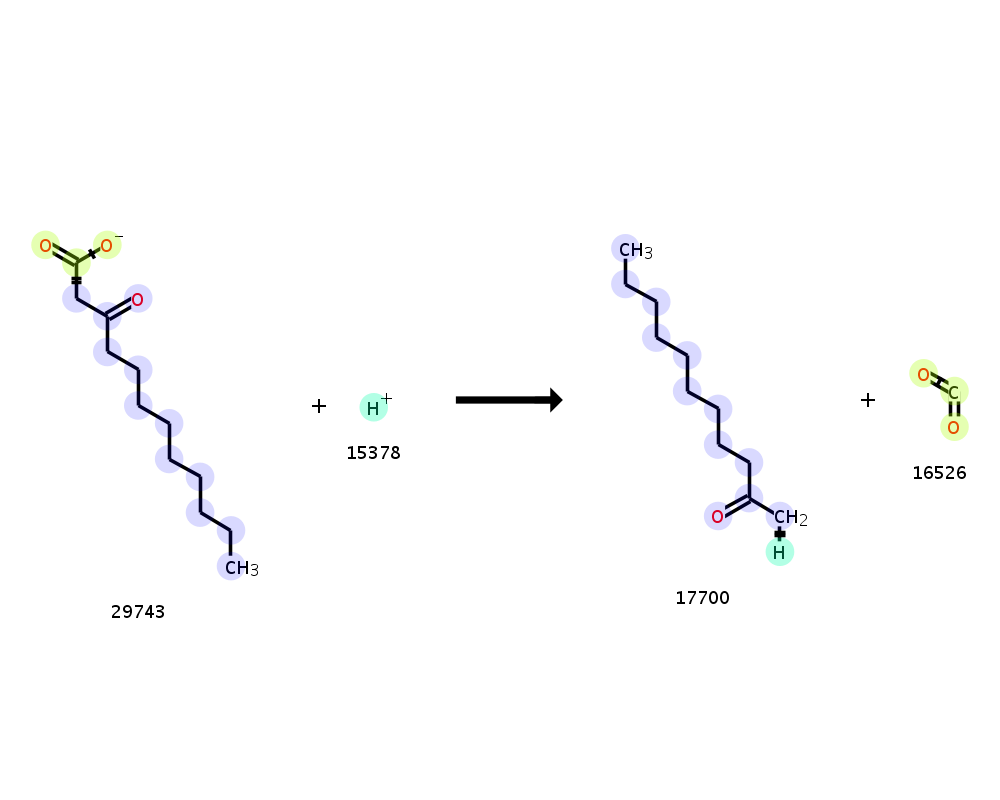 O O −
O
CH3
29743
+
H+
15378
CH3
O CH2
H
17700
+
O
C
O
16526